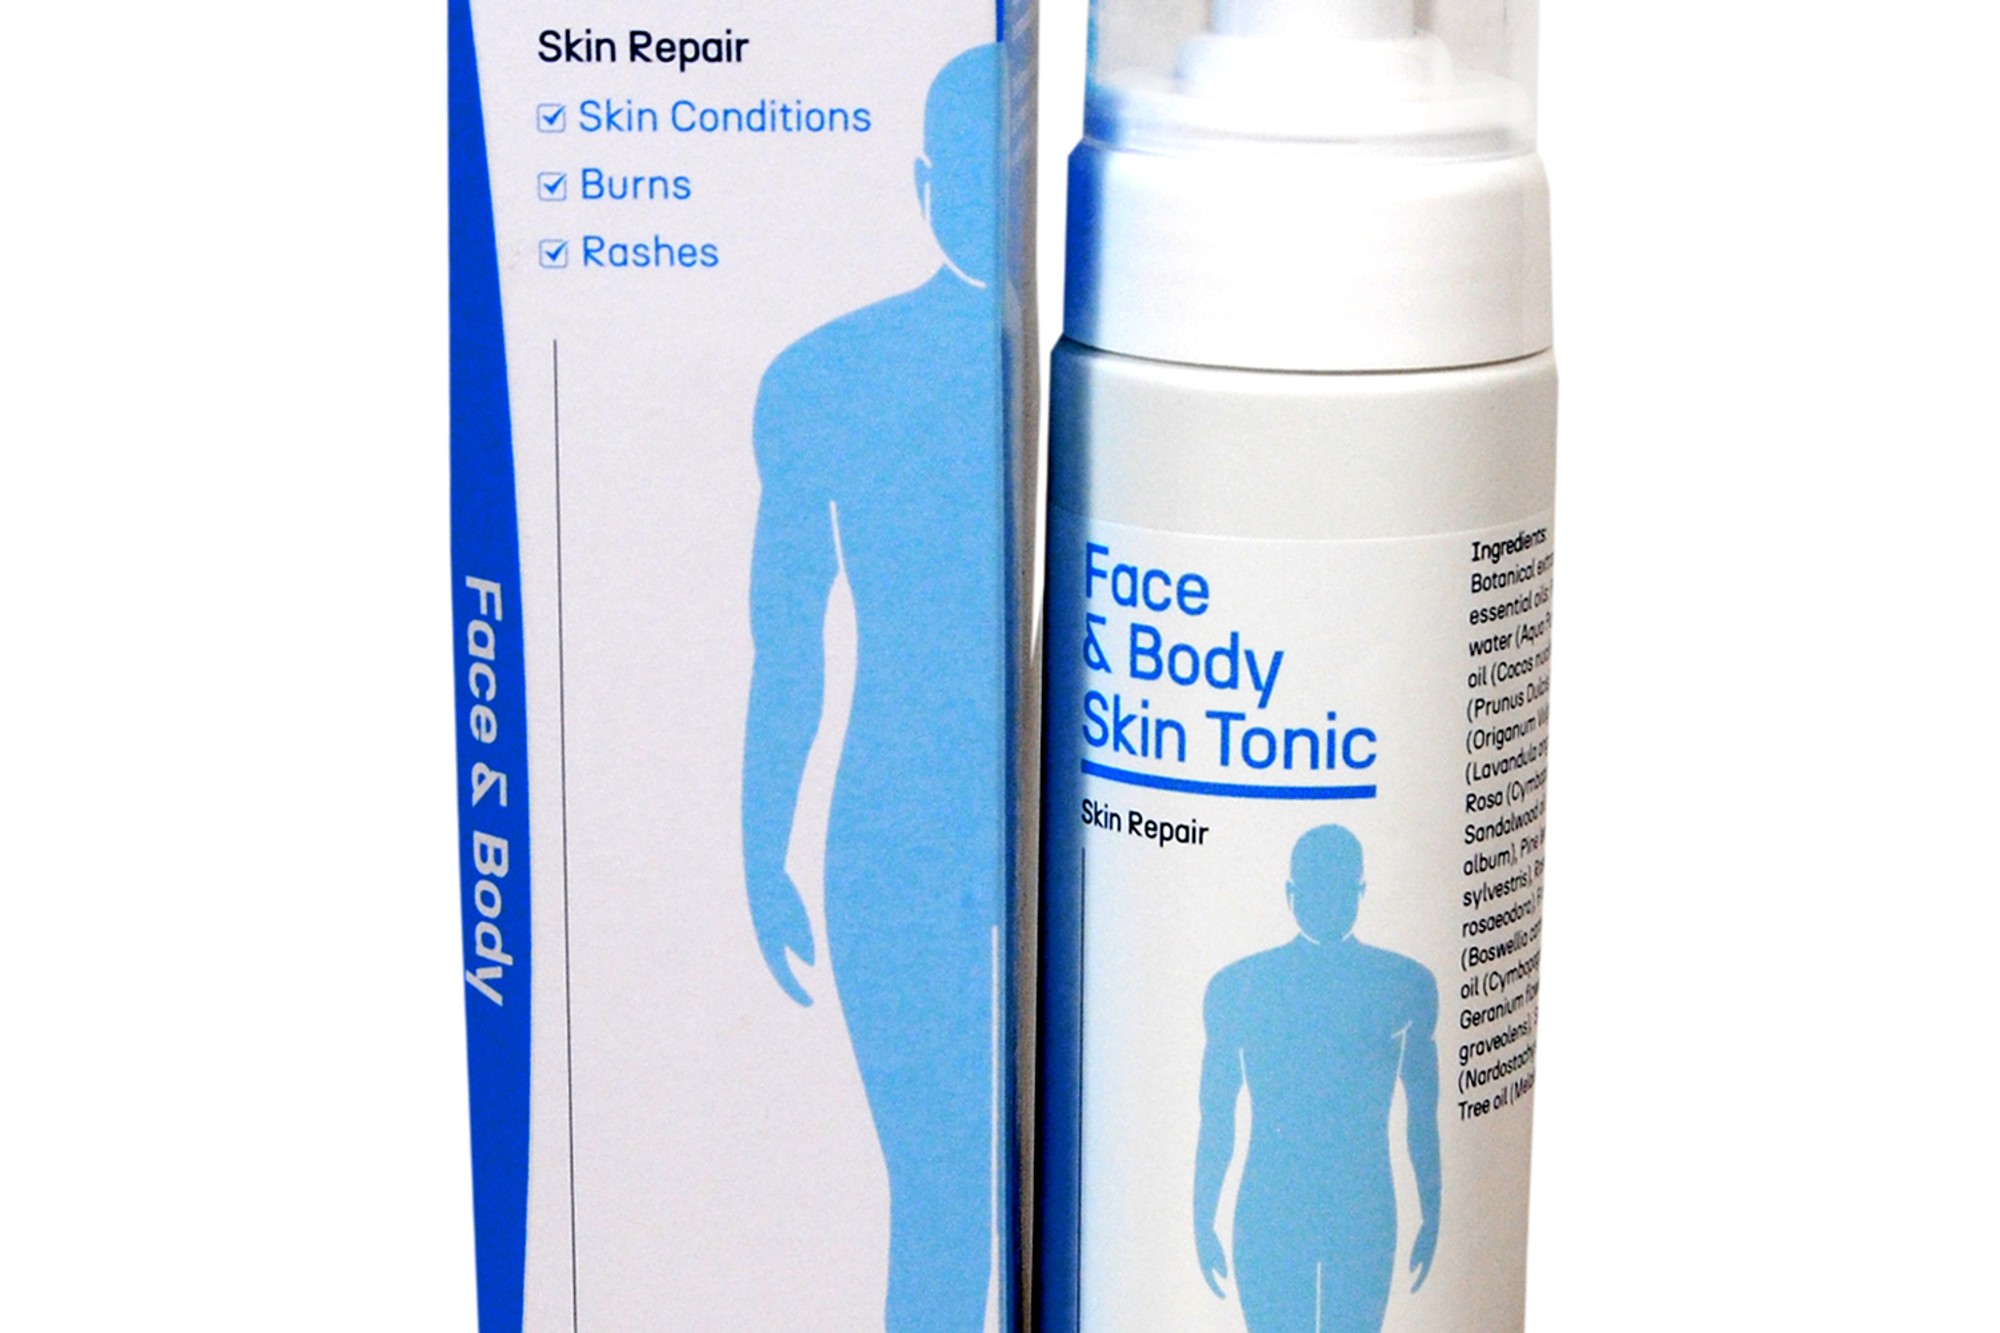 Skin Repair
Skin Conditions
Burns
Rashes
Face & Body
Face
& Body
Skin Tonic
Skin Repair
Ingredients:
Botanical
essential oils:
water (Aqua
oil (Cocos
(Prunus
(Origanum
(Lavandula
Rosa
Sandalwood
album), Pine
sylvestris),
rosaeodora),
(Boswellia
oil
Geranium
graveolens),
Tree oil